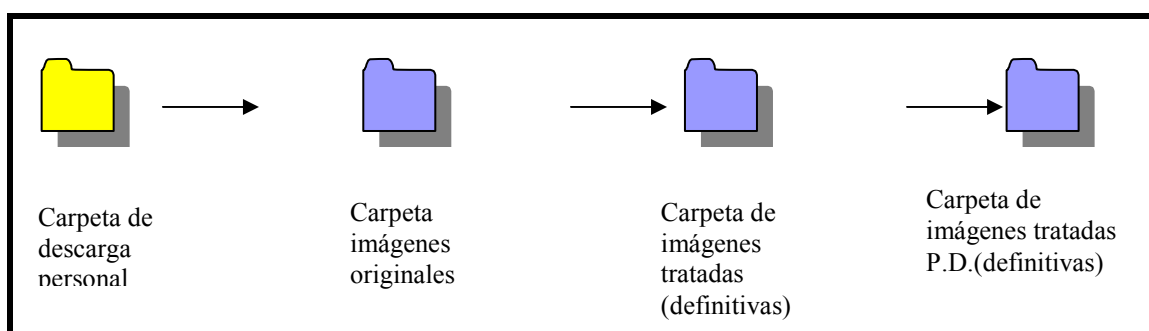 Carpeta de
descarga
personal
Carpeta
imágenes
originales
Carpeta de
imágenes
tratadas
(definitivas)
Carpeta de
imágenes tratadas
P.D.(definitivas)